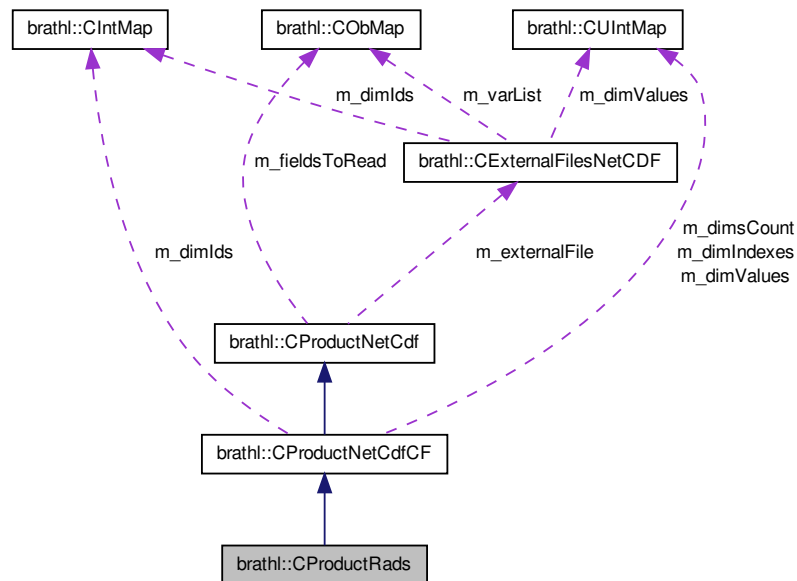 brathl::CIntMap
brathl::CObMap
brathl::CUIntMap
m_dimIds
m_varList
m_dimValues
m_fieldsToRead
brathl::CExternalFilesNetCDF
m_dimIds
m_externalFile
m_dimsCount
m_dimIndexes
m_dimValues
brathl::CProductNetCdf
brathl::CProductNetCdfCF
brathl::CProductRads